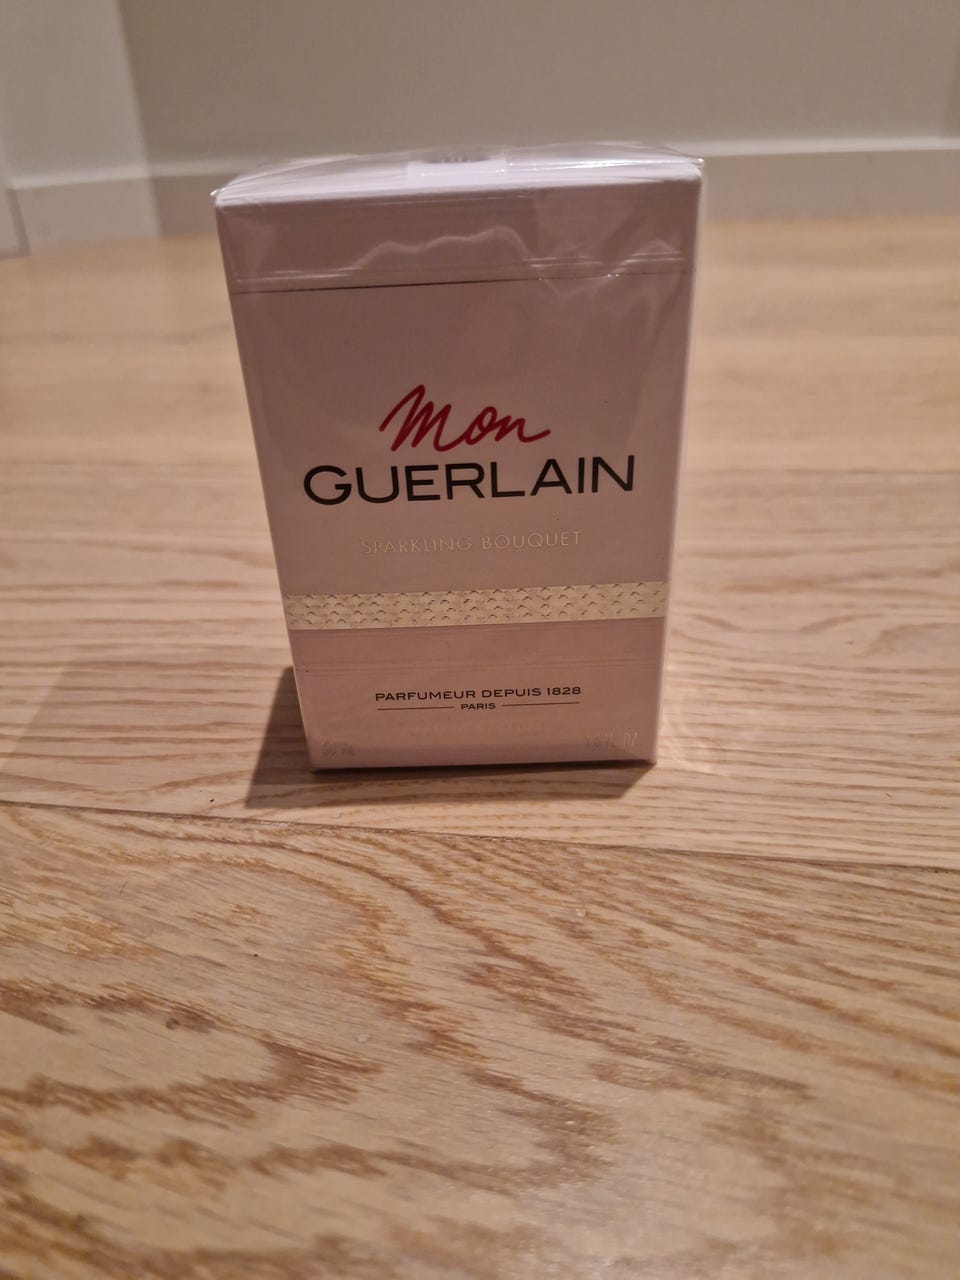 Mon
GUERLAIN
SPARKLING BOUQUET
PARFUMEUR DEPUIS 1828
PARIS